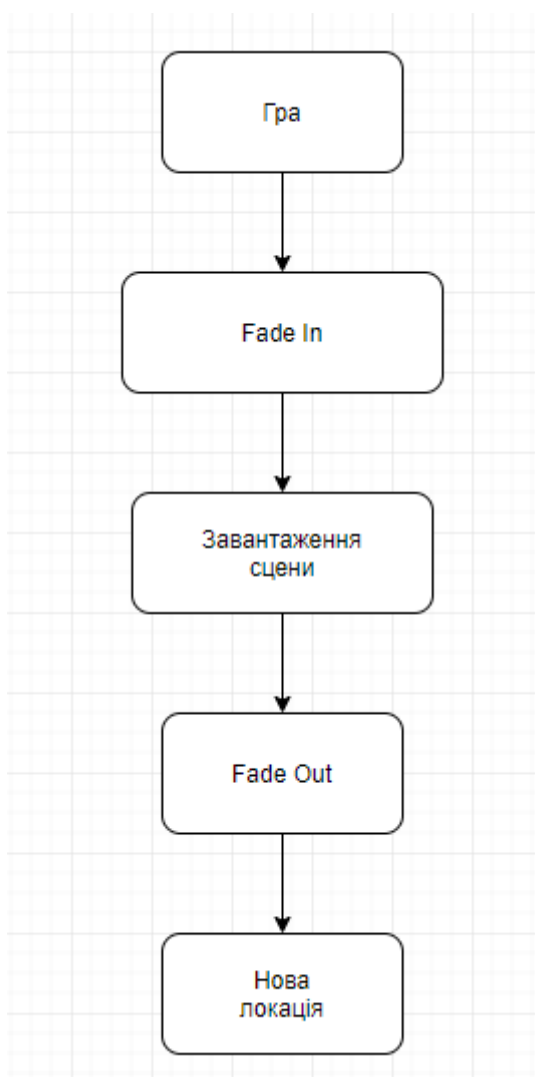 Гра
Fade In
Завантаження
сцени
Fade Out
Нова
локація